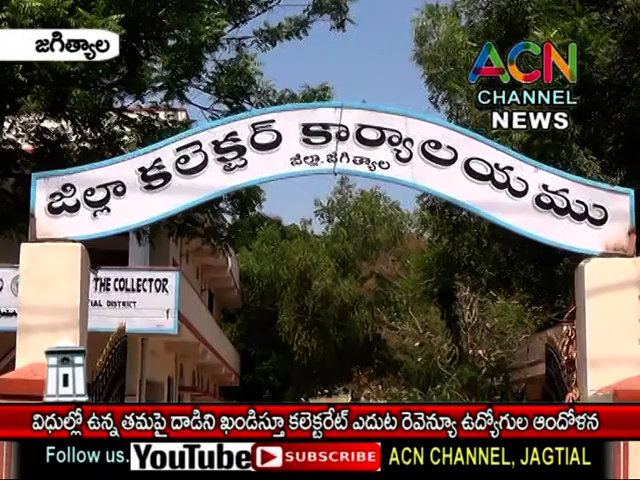 జగిత్యాల
ACN
CHANNEL
NEWS
జిల్లా కలెక్టర్ కార్యాలయము
జిల్లా. జగిత్యాల
THE COLLECTOR
DISTRICT
విధుల్లో ఉన్న తమపై దాడిని ఖండిస్తూ కలెక్టరేట్ ఎదుట రెవెన్యూ ఉద్యోగుల ఆందోళన
Follow us. YouTube SUBSCRIBE ACN CHANNEL, JAGTIAL